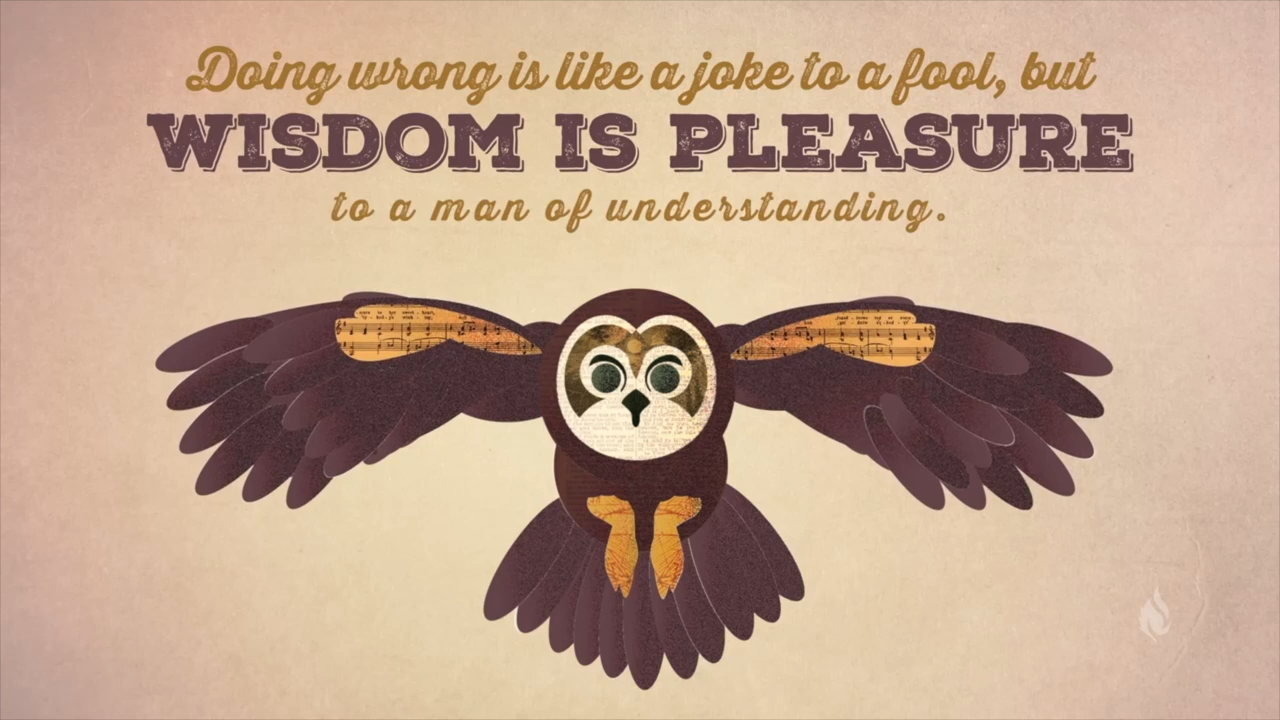 Doing wrong is like a joke to a fool, but
WISDOM IS PLEASURE
to a man of understanding.